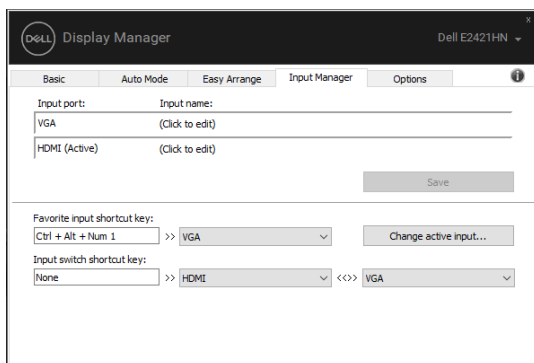 x
DELL Display Manager Dell E2421HN
Basic Auto Mode Easy Arrange Input Manager Options i
Input port: Input name:
VGA (Click to edit)
HDMI (Active) (Click to edit)
Save
Favorite input shortcut key:
Ctrl + Alt + Num 1 >> VGA Change active input...
Input switch shortcut key:
None >> HDMI <<>> VGA